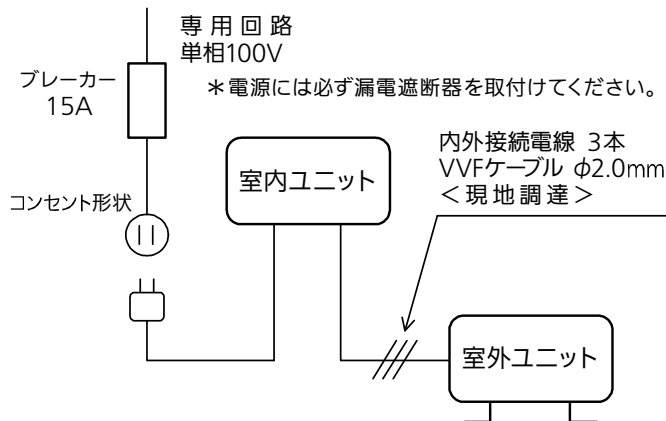 専用回路
単相100V
ブレーカー
15A
＊電源には必ず漏電遮断器を取付けてください。
内外接続電線 3本
VVFケーブル φ2.0mm
＜現地調達＞
室内ユニット
コンセント形状
室外ユニット